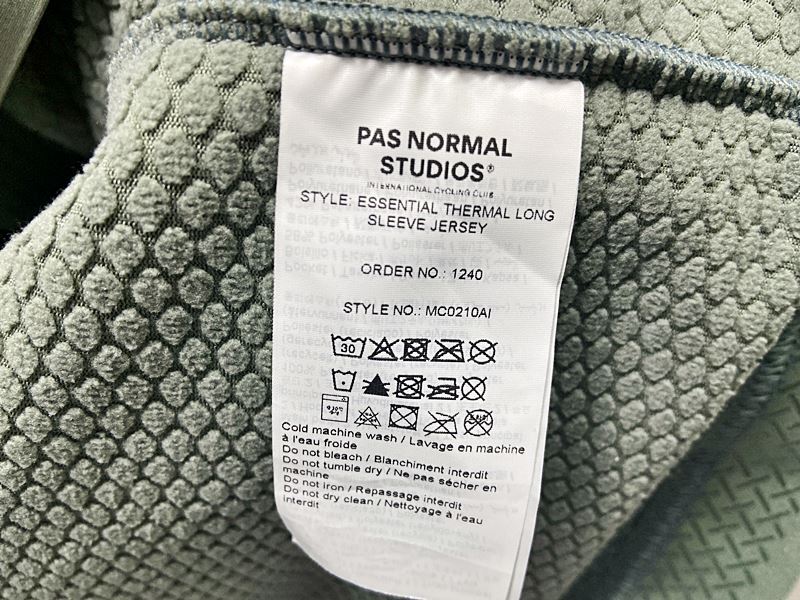 PAS NORMAL
STUDIOS®
INTERNATIONAL CYCLING CLUB
STYLE: ESSENTIAL THERMAL LONG
SLEEVE JERSEY
ORDER NO.: 1240
STYLE NO.: MC0210AI
30
Cold machine wash / Lavage en machine
à l'eau froide
Do not bleach / Blanchiment interdit
Do not tumble dry / Ne pas sécher en
machine
Do not iron / Repassage interdit
Do not dry clean / Nettoyage à l'eau
interdit